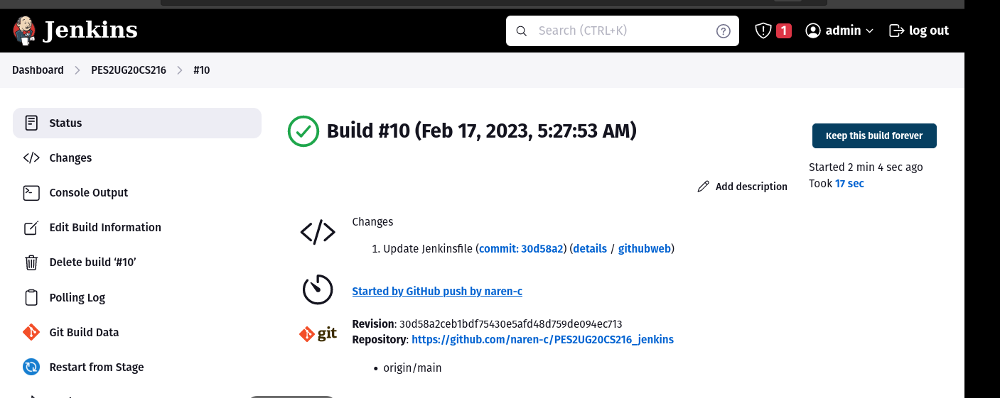 Jenkins
Search (CTRL+K)
1
admin
log out
Dashboard
PES2UG20CS216
#10
Status
Changes
Console Output
Edit Build Information
Delete build ‘#10’
Polling Log
Git Build Data
Restart from Stage
Build #10 (Feb 17, 2023, 5:27:53 AM)
Keep this build forever
Started 2 min 4 sec ago
Took 17 sec
Add description
Changes
1. Update Jenkinsfile (commit: 30d58a2) (details / githubweb)
Started by GitHub push by naren-c
git
Revision: 30d58a2ceb1bdf75430e5afd48d759de094ec713
Repository: https://github.com/naren-c/PES2UG20CS216_jenkins
• origin/main